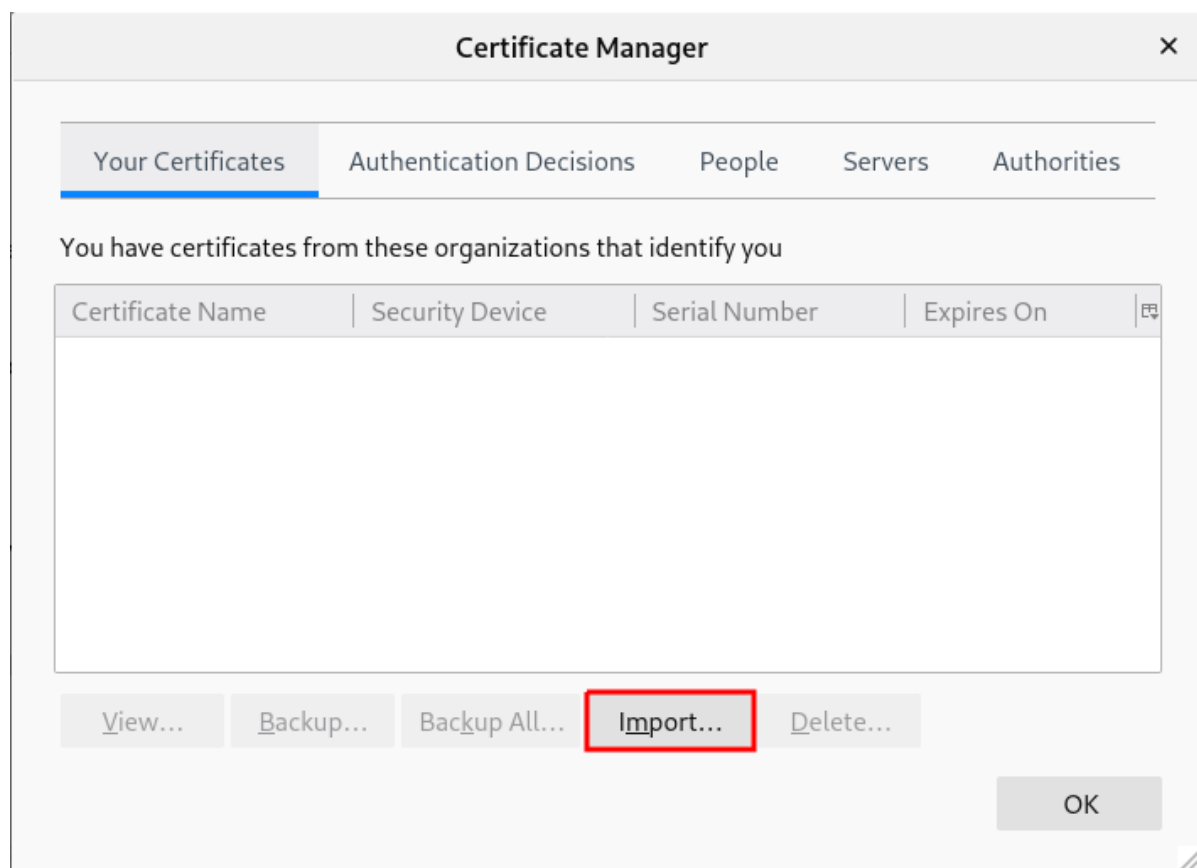 Certificate Manager
Your Certificates Authentication Decisions People Servers Authorities
You have certificates from these organizations that identify you
Certificate Name Security Device Serial Number Expires On
View... Backup... Backup All... Import... Delete...
OK